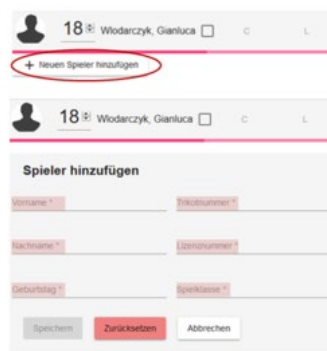 18 Wlodarczyk, Gianluca C L
+ Neuen Spieler hinzufügen
18 Wlodarczyk, Gianluca C L
Spieler hinzufügen
Vorname * Trikotnummer *
Nachname * Lizenznummer *
Geburtstag * Spielklasse *
Speichern Zurücksetzen Abbrechen